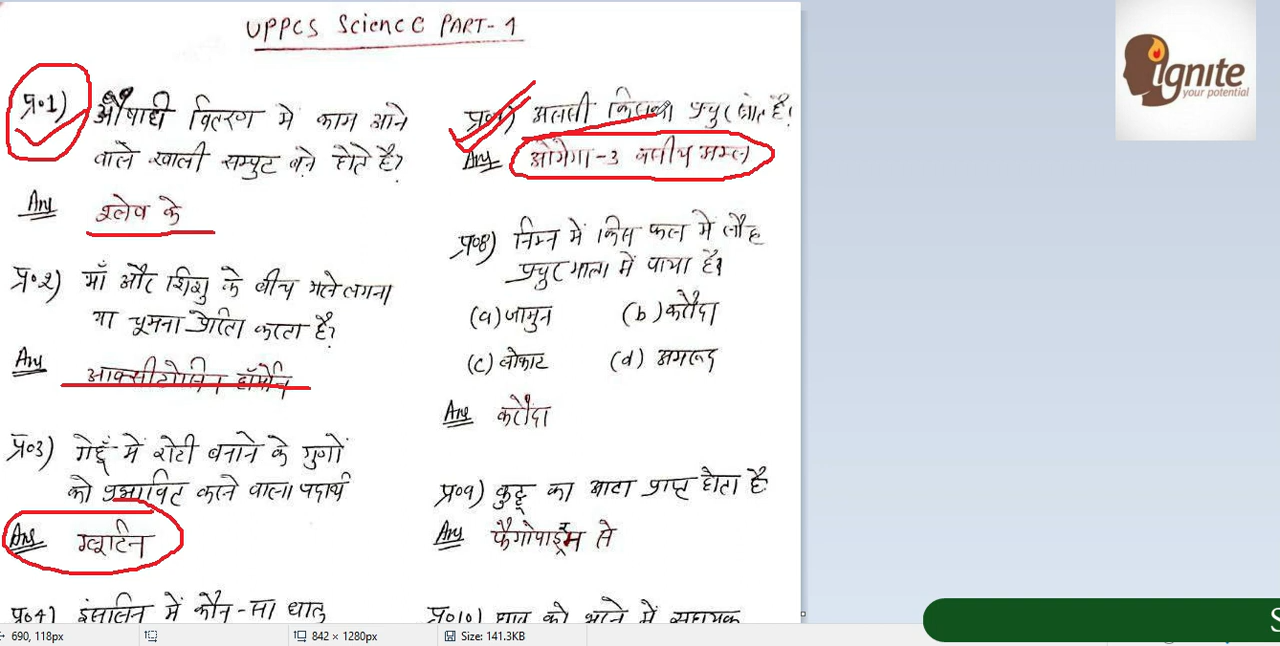 UPPCS Science PART-1
प्र०1) औषाधी वितरण में काम आने
वाले खाली सम्पुट बने होते है?
Ans श्लेष के
प्र०2) माँ और शिशु के बीच गले लगना
या चूमना प्रेरित करता है?
Ans आक्सीटोसिन हॉर्मोन
प्र०3) गेहूँ में रोटी बनाने के गुणों
को प्रभावित करने वाला पदार्थ
Ans ग्लूटिन
प्र०4) इंसुलिन में कौन-सा धातु
अलसी किसका प्रचुर स्रोत है?
Ans ओमेगा-3 वसीय अम्ल
प्र०8) निम्न में किस फल में लौह
प्रचुर मात्रा में पाया है?
(a) जामुन (b) करौंदा
(c) लोकाट (d) अमरूद
Ans करौंदा
प्र०9) कुट्टू का आटा प्राप्त होता है
Ans फैगोपाइरम से
प्र०10) घाव को भरने में सहायक
ignite
your potential
690, 118px
842 × 1280px
Size: 141.3KB
S